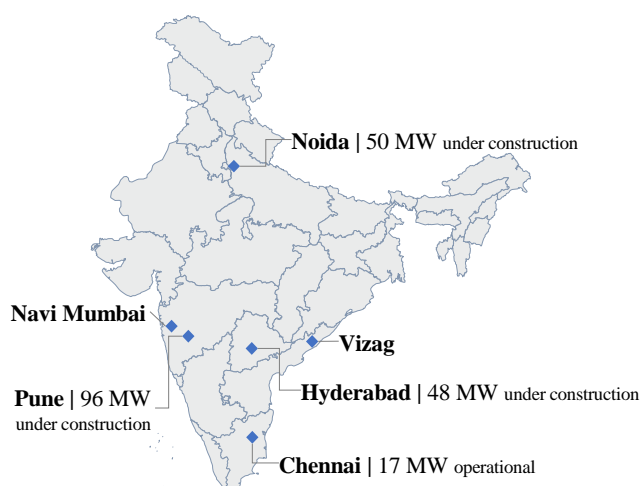 Noida | 50 MW under construction
Navi Mumbai
Vizag
Pune | 96 MW
under construction
Hyderabad | 48 MW under construction
Chennai | 17 MW operational